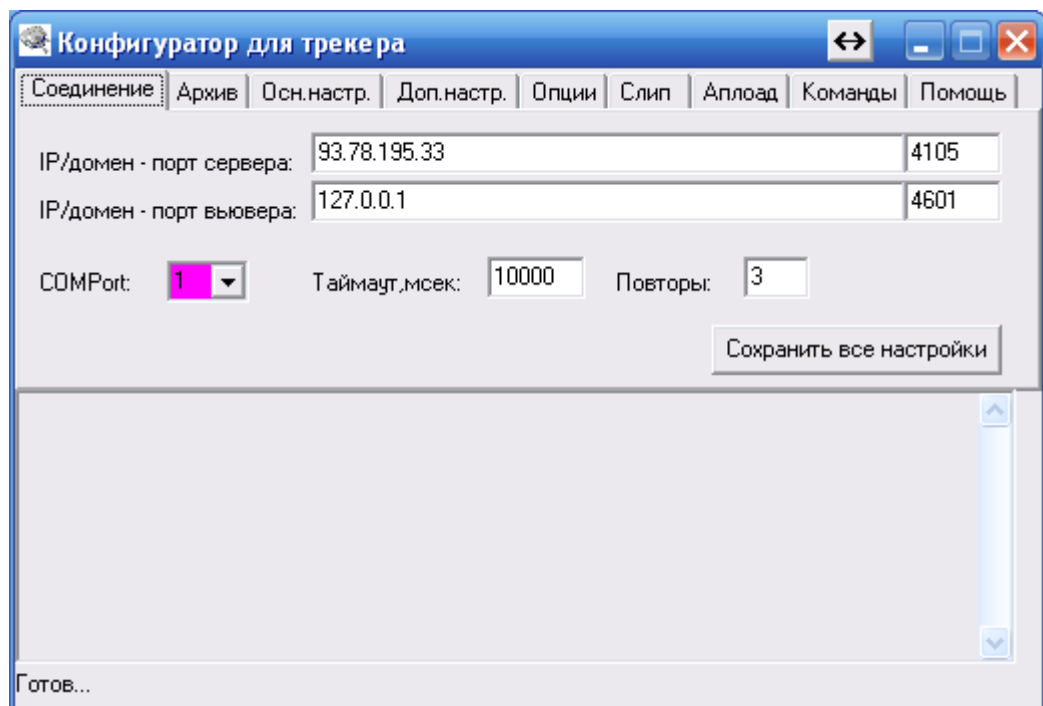 Конфигуратор для трекера
Соединение Архив Осн.настр. Доп.настр. Опции Слип Аплоад Команды Помощь
IP/домен - порт сервера: 93.78.195.33 4105
IP/домен - порт вьювера: 127.0.0.1 4601
COMPort: 1 Таймаут,мсек: 10000 Повторы: 3
Сохранить все настройки
Готов...